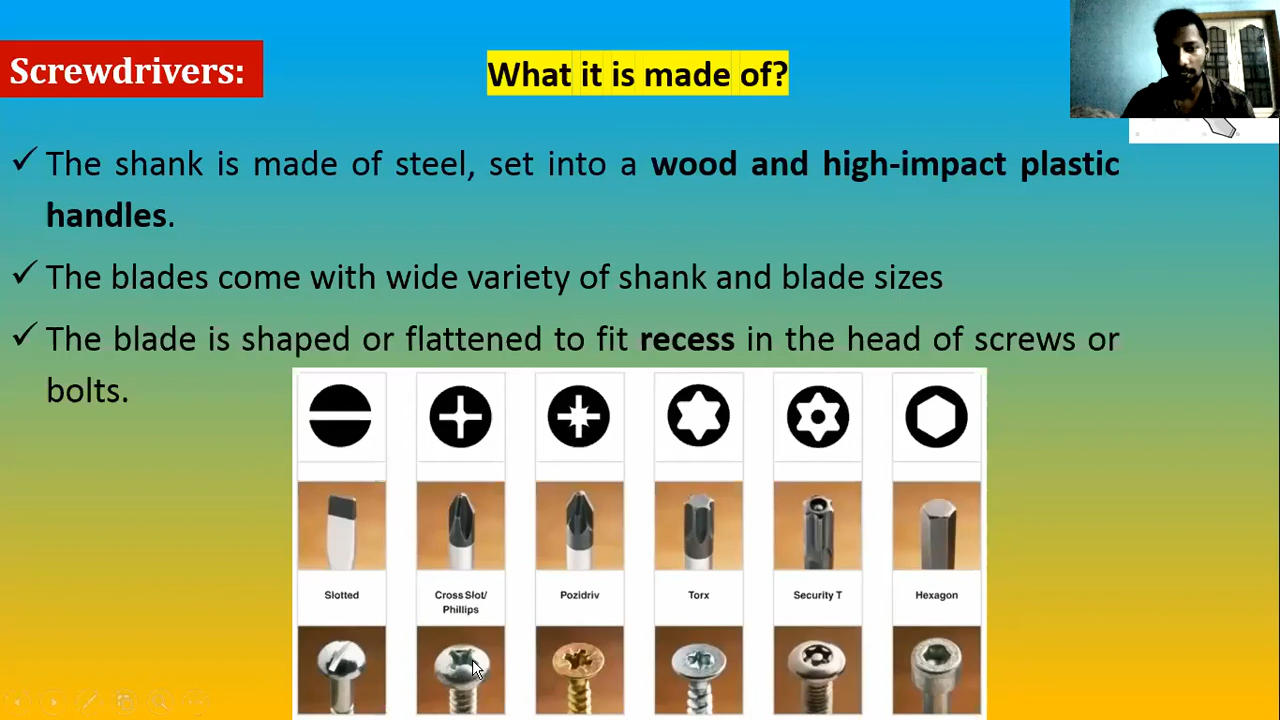 Screwdrivers:
What it is made of?
✓ The shank is made of steel, set into a wood and high-impact plastic
handles.
✓ The blades come with wide variety of shank and blade sizes
✓ The blade is shaped or flattened to fit recess in the head of screws or
bolts.
Slotted
Cross Slot/
Phillips
Pozidriv
Torx
Security T
Hexagon